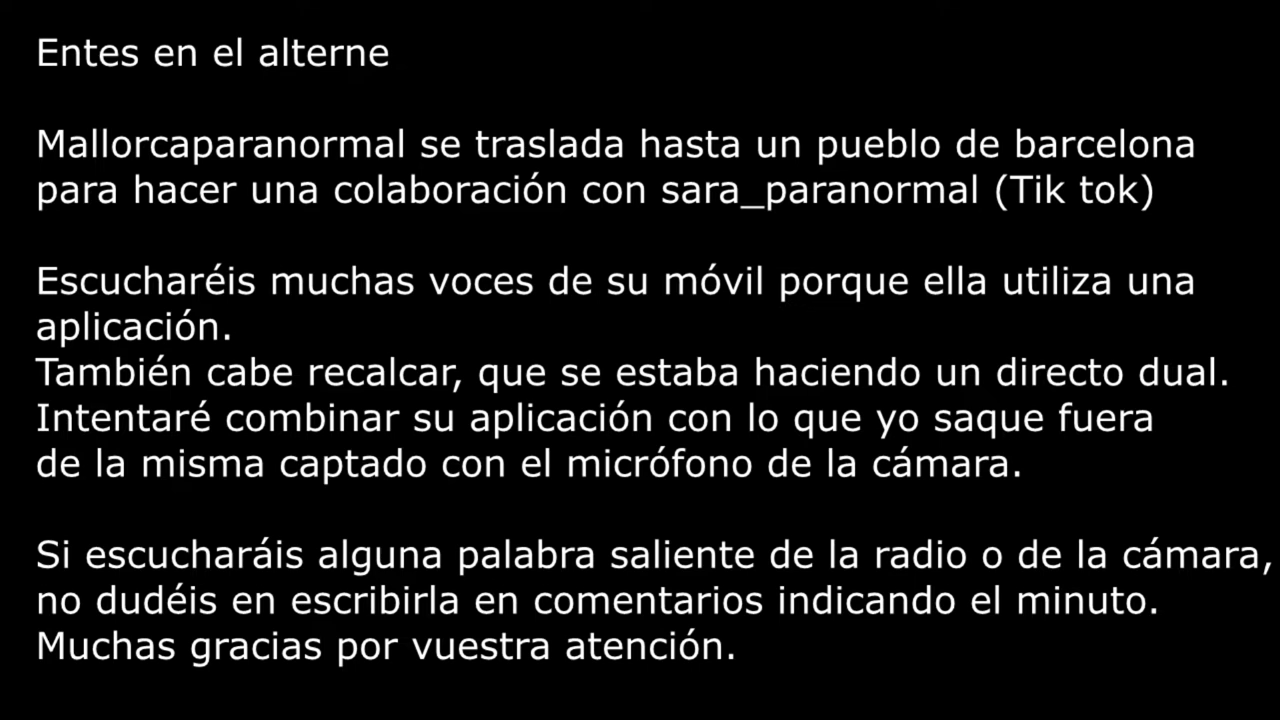 Entes en el alterne
Mallorcaparanormal se traslada hasta un pueblo de barcelona
para hacer una colaboración con sara_paranormal (Tik tok)
Escucharéis muchas voces de su móvil porque ella utiliza una
aplicación.
También cabe recalcar, que se estaba haciendo un directo dual.
Intentaré combinar su aplicación con lo que yo saque fuera
de la misma captado con el micrófono de la cámara.
Si escucharáis alguna palabra saliente de la radio o de la cámara,
no dudéis en escribirla en comentarios indicando el minuto.
Muchas gracias por vuestra atención.